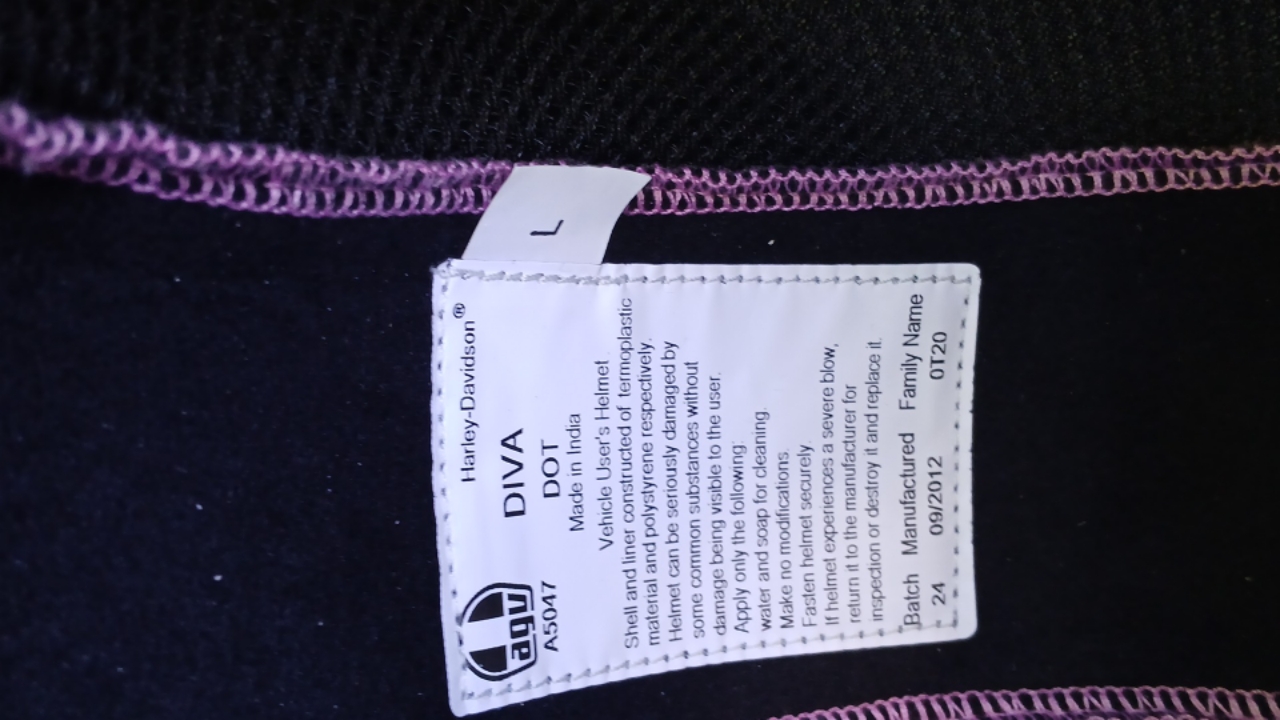 L
Harley-Davidson®
agv
DIVA
A5047
DOT
Made in India
Vehicle User's Helmet
Shell and liner constructed of termoplastic
material and polystyrene respectively.
Helmet can be seriously damaged by
some common substances without
damage being visible to the user.
Apply only the following:
water and soap for cleaning.
Make no modifications.
Fasten helmet securely.
If helmet experiences a severe blow,
return it to the manufacturer for
inspection or destroy it and replace it.
Batch Manufactured Family Name
24 09/2012 0T20